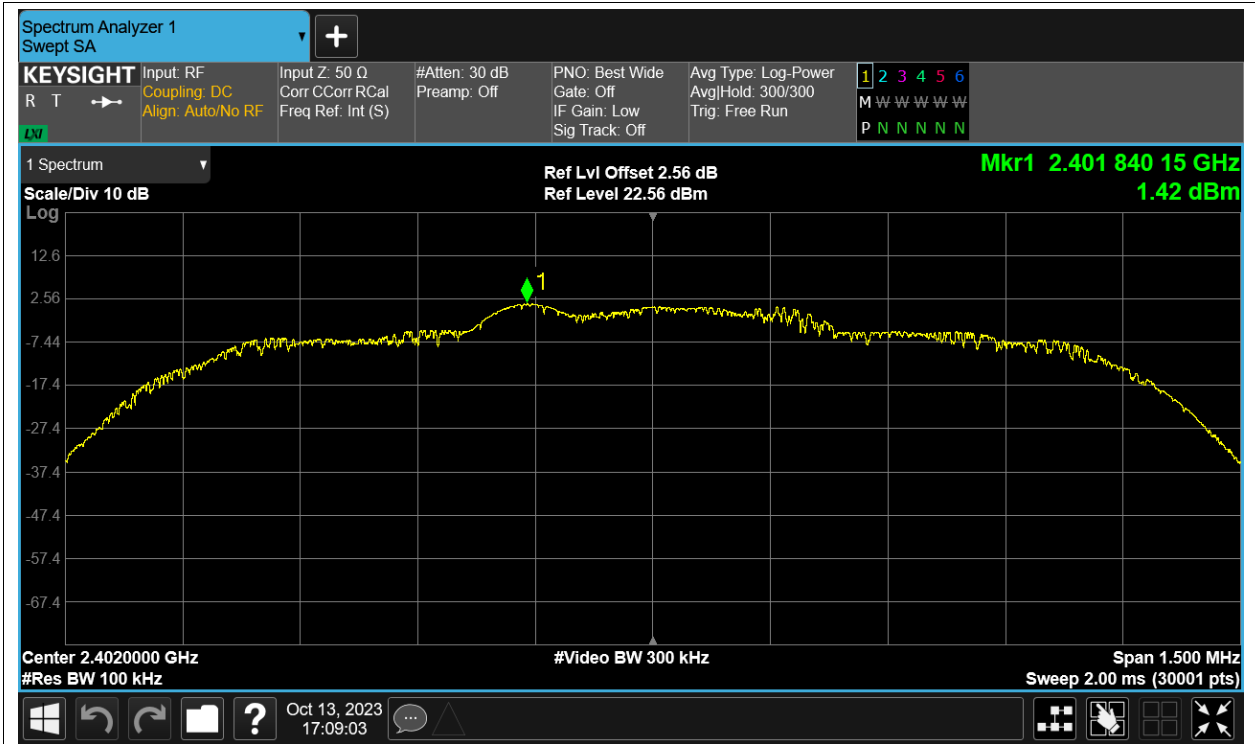 Spectrum Analyzer 1
Swept SA
KEYSIGHT
R T
LXI
Input: RF
Coupling: DC
Align: Auto/No RF
Input Z: 50 Ω
Corr CCorr RCal
Freq Ref: Int (S)
#Atten: 30 dB
Preamp: Off
PNO: Best Wide
Gate: Off
IF Gain: Low
Sig Track: Off
Avg Type: Log-Power
Avg|Hold: 300/300
Trig: Free Run
1 2 3 4 5 6
M W W W W W
P N N N N N
1 Spectrum
Scale/Div 10 dB
Log
Ref Lvl Offset 2.56 dB
Ref Level 22.56 dBm
Mkr1 2.401 840 15 GHz
1.42 dBm
12.6
2.56
-7.44
-17.4
-27.4
-37.4
-47.4
-57.4
-67.4
1
Center 2.4020000 GHz
#Res BW 100 kHz
#Video BW 300 kHz
Span 1.500 MHz
Sweep 2.00 ms (30001 pts)
Oct 13, 2023
17:09:03